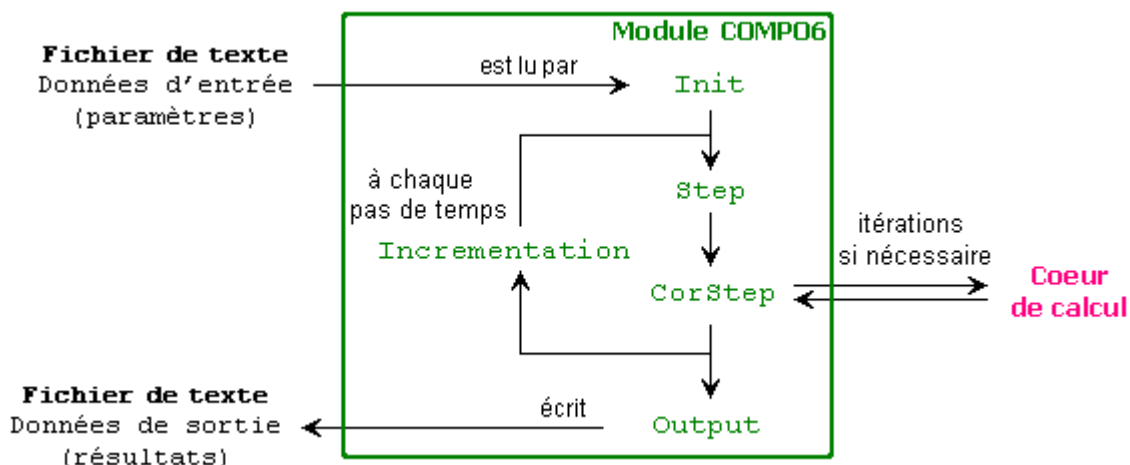 Module COMPO6
Fichier de texte
Données d'entrée
(paramètres)
est lu par
Init
à chaque
pas de temps
Step
Incrementation
itérations
si nécessaire
CorStep
Coeur
de calcul
Fichier de texte
Données de sortie
(résultats)
écrit
Output